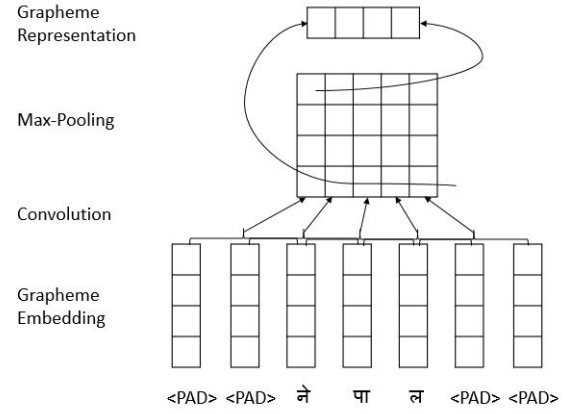 Grapheme
Representation
Max-Pooling
Convolution
Grapheme
Embedding
<PAD> <PAD> ने पा ल <PAD> <PAD>